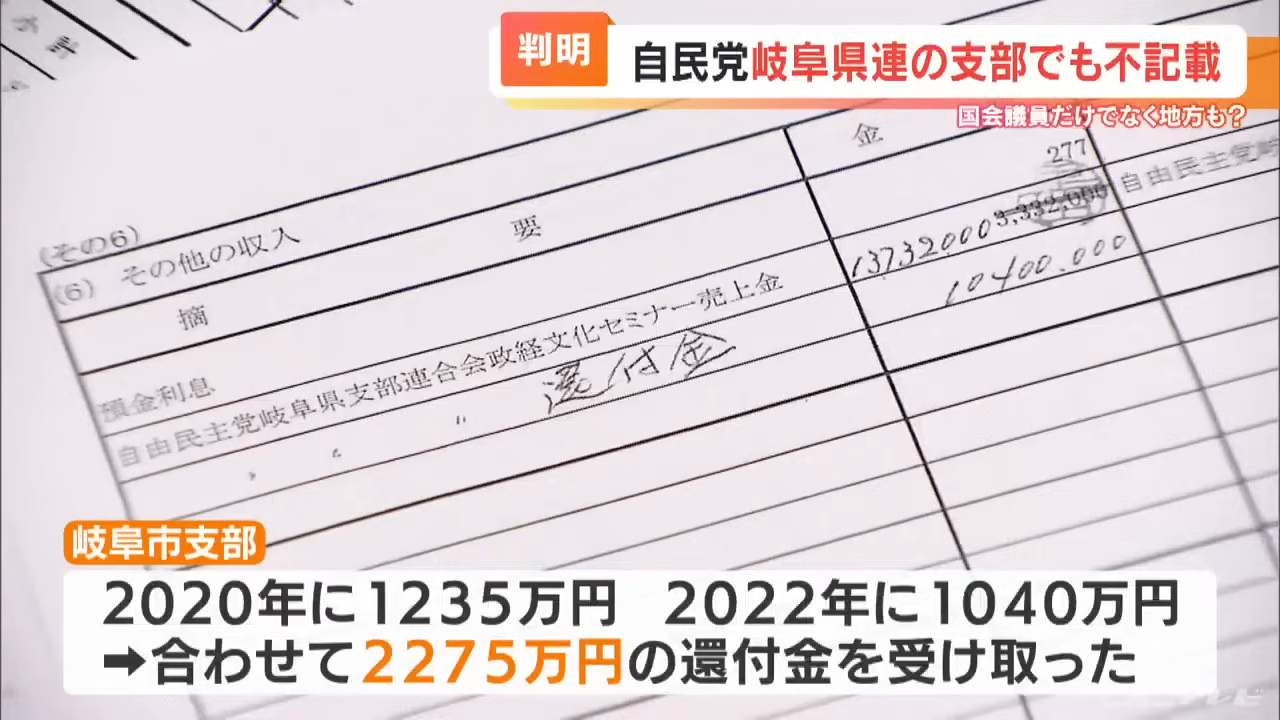 判明
自民党岐阜県連の支部でも不記載
国会議員だけでなく地方も?
(その6)
(6) その他の収入
摘 要
金
預金利息
277
自由民主党岐阜県支部連合会政経文化セミナー売上金
13732000 3,332,000
自由民主党岐
〃 〃 〃 還付金
10400.000
岐阜市支部
2020年に1235万円 2022年に1040万円
➡合わせて2275万円の還付金を受け取った